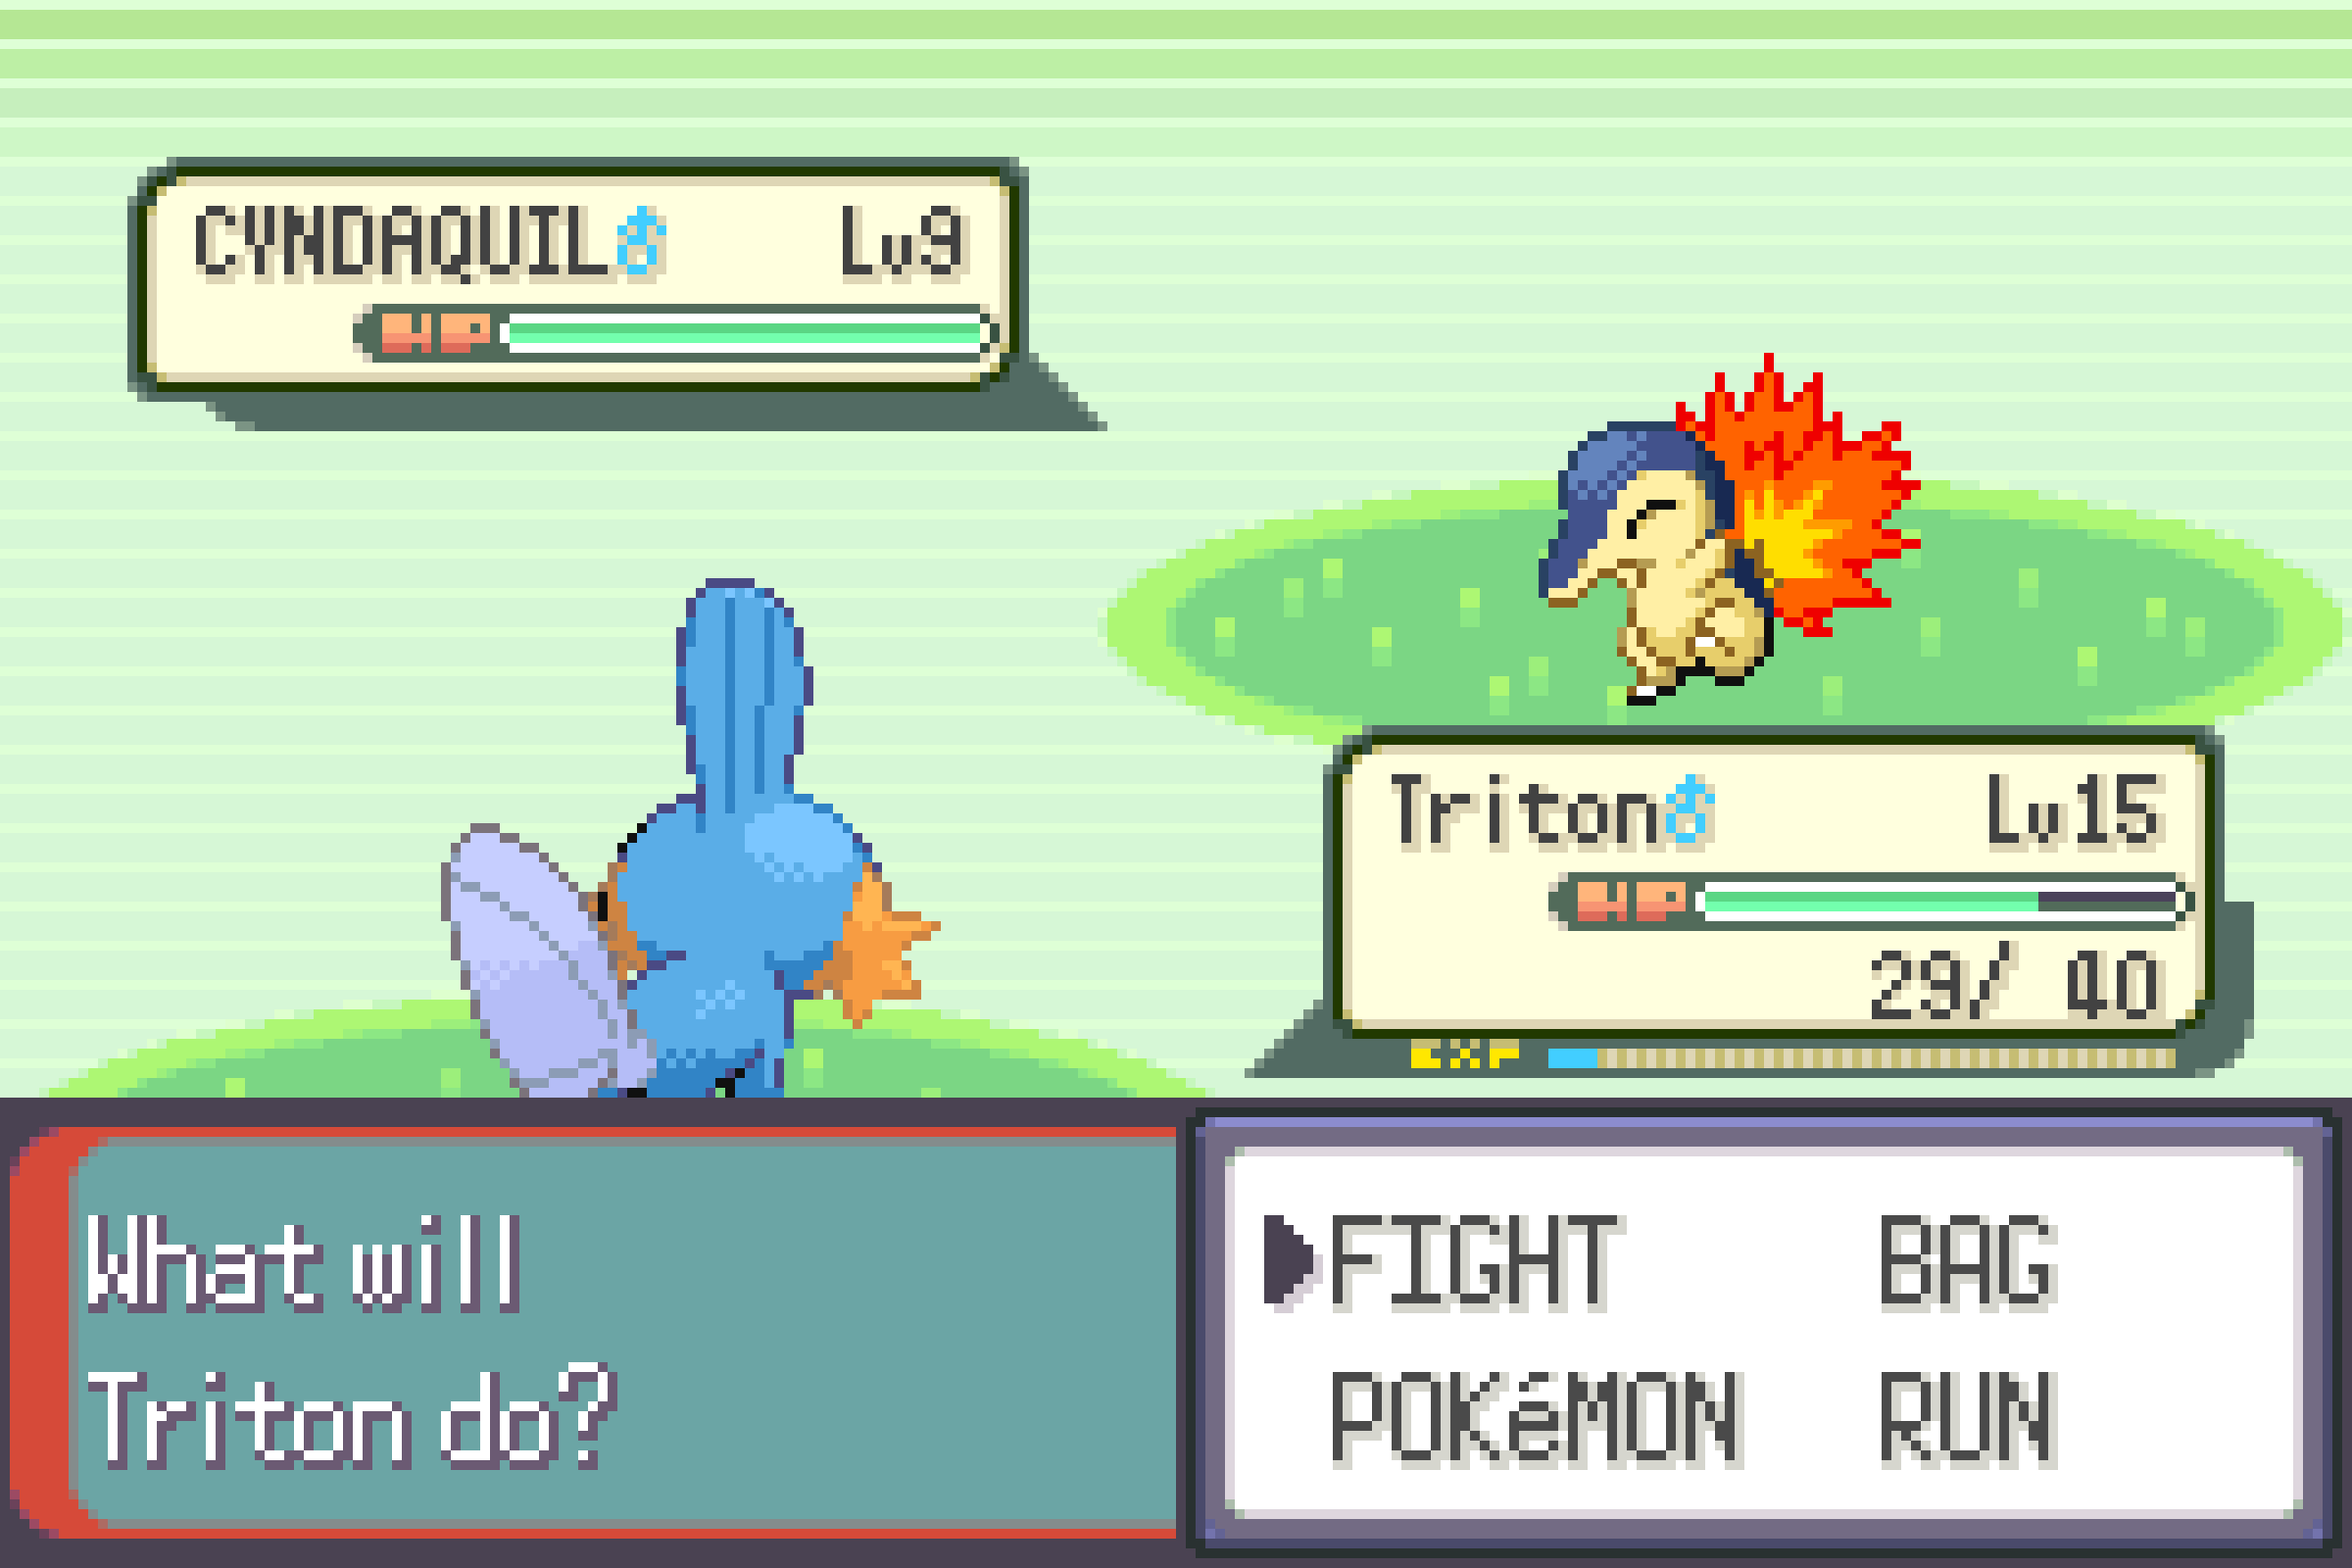 CYNDAQUIL♂ Lv9
HP
Triton♂ Lv15
HP
29/ 40
EXP
What will
Triton do?
FIGHT BAG
POKéMON RUN